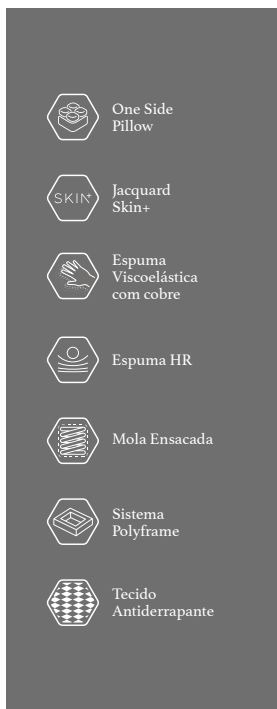 One Side
Pillow
SKIN+
Jacquard
Skin+
Espuma
Viscoelástica
com cobre
Espuma HR
Mola Ensacada
Sistema
Polyframe
Tecido
Antiderrapante